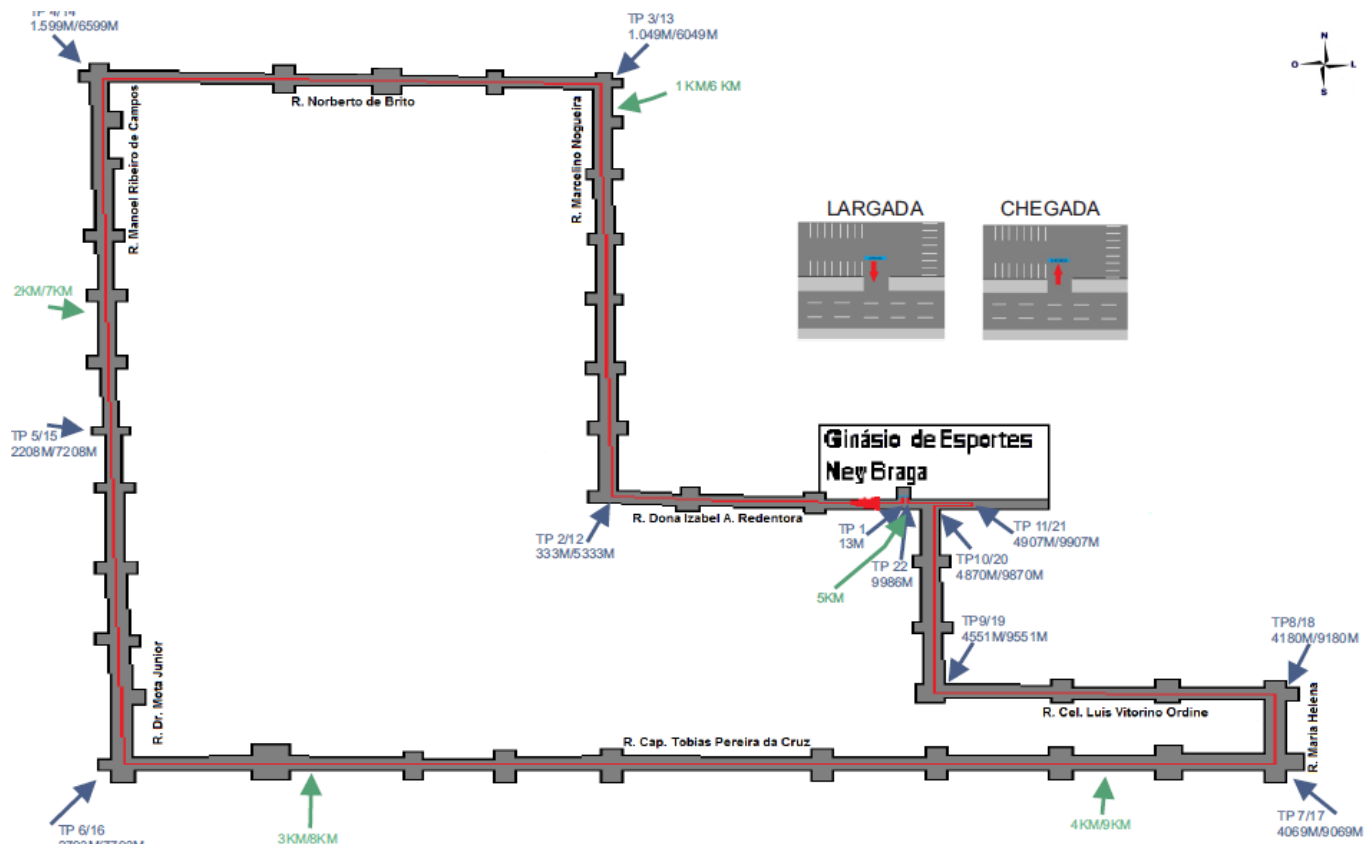 TP 4/14
1.599M/6599M
TP 3/13
1.049M/6049M
N
O
L
S
1 KM/6 KM
R. Norberto de Brito
R. Manoel Ribeiro de Campos
R. Marcelino Nogueira
LARGADA
CHEGADA
2KM/7KM
TP 5/15
2208M/7208M
Ginásio de Esportes
Ney Braga
R. Dona Izabel A. Redentora
TP 2/12
333M/5333M
TP 1
13M
TP 22
9986M
5KM
TP10/20
4870M/9870M
TP 11/21
4907M/9907M
TP9/19
4551M/9551M
TP8/18
4180M/9180M
R. Dr. Mota Junior
R. Cel. Luis Vitorino Ordine
R. Maria Helena
R. Cap. Tobias Pereira da Cruz
TP 6/16
3KM/8KM
4KM/9KM
TP 7/17
4069M/9069M